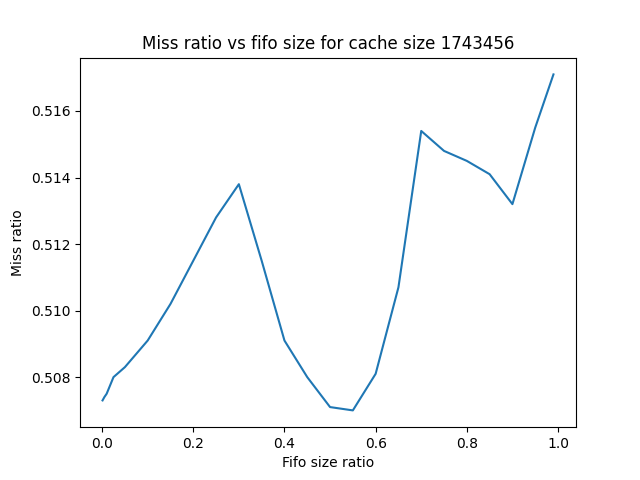 Miss ratio vs fifo size for cache size 1743456
0.516
0.514
0.512
0.510
0.508
Miss ratio
0.0 0.2 0.4 0.6 0.8 1.0
Fifo size ratio